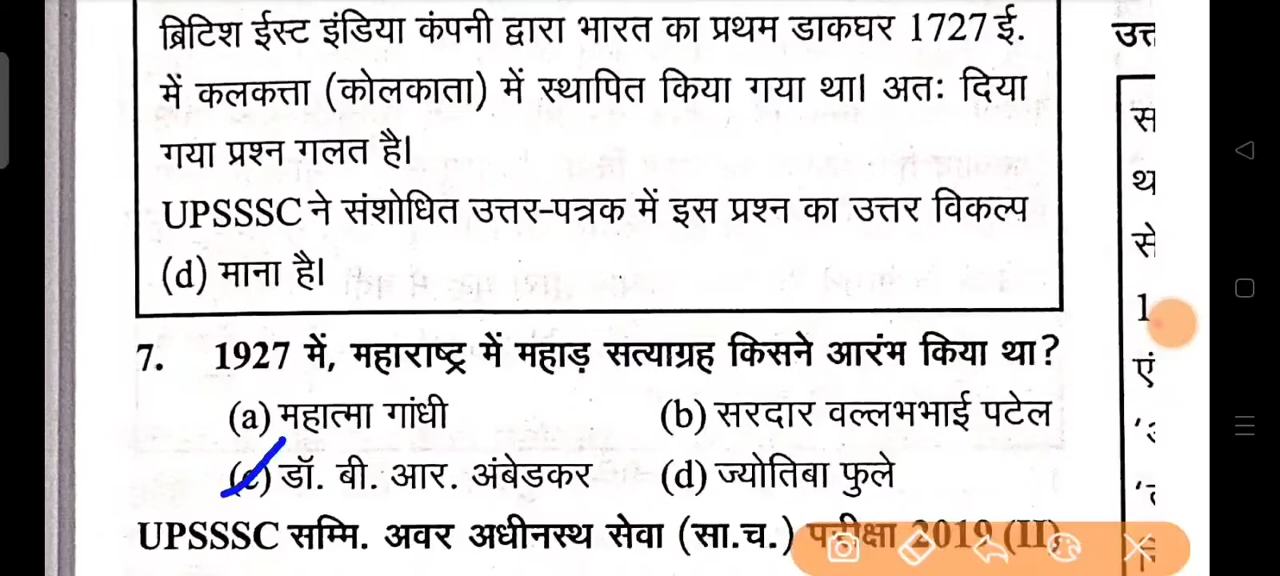 ब्रिटिश ईस्ट इंडिया कंपनी द्वारा भारत का प्रथम डाकघर 1727 ई.
में कलकत्ता (कोलकाता) में स्थापित किया गया था। अतः दिया
गया प्रश्न गलत है।
UPSSSC ने संशोधित उत्तर-पत्रक में इस प्रश्न का उत्तर विकल्प
(d) माना है।
7. 1927 में, महाराष्ट्र में महाड़ सत्याग्रह किसने आरंभ किया था?
(a) महात्मा गांधी (b) सरदार वल्लभभाई पटेल
(c) डॉ. बी. आर. अंबेडकर (d) ज्योतिबा फुले
UPSSSC सम्मि. अवर अधीनस्थ सेवा (सा.च.) परीक्षा 2019 (II)